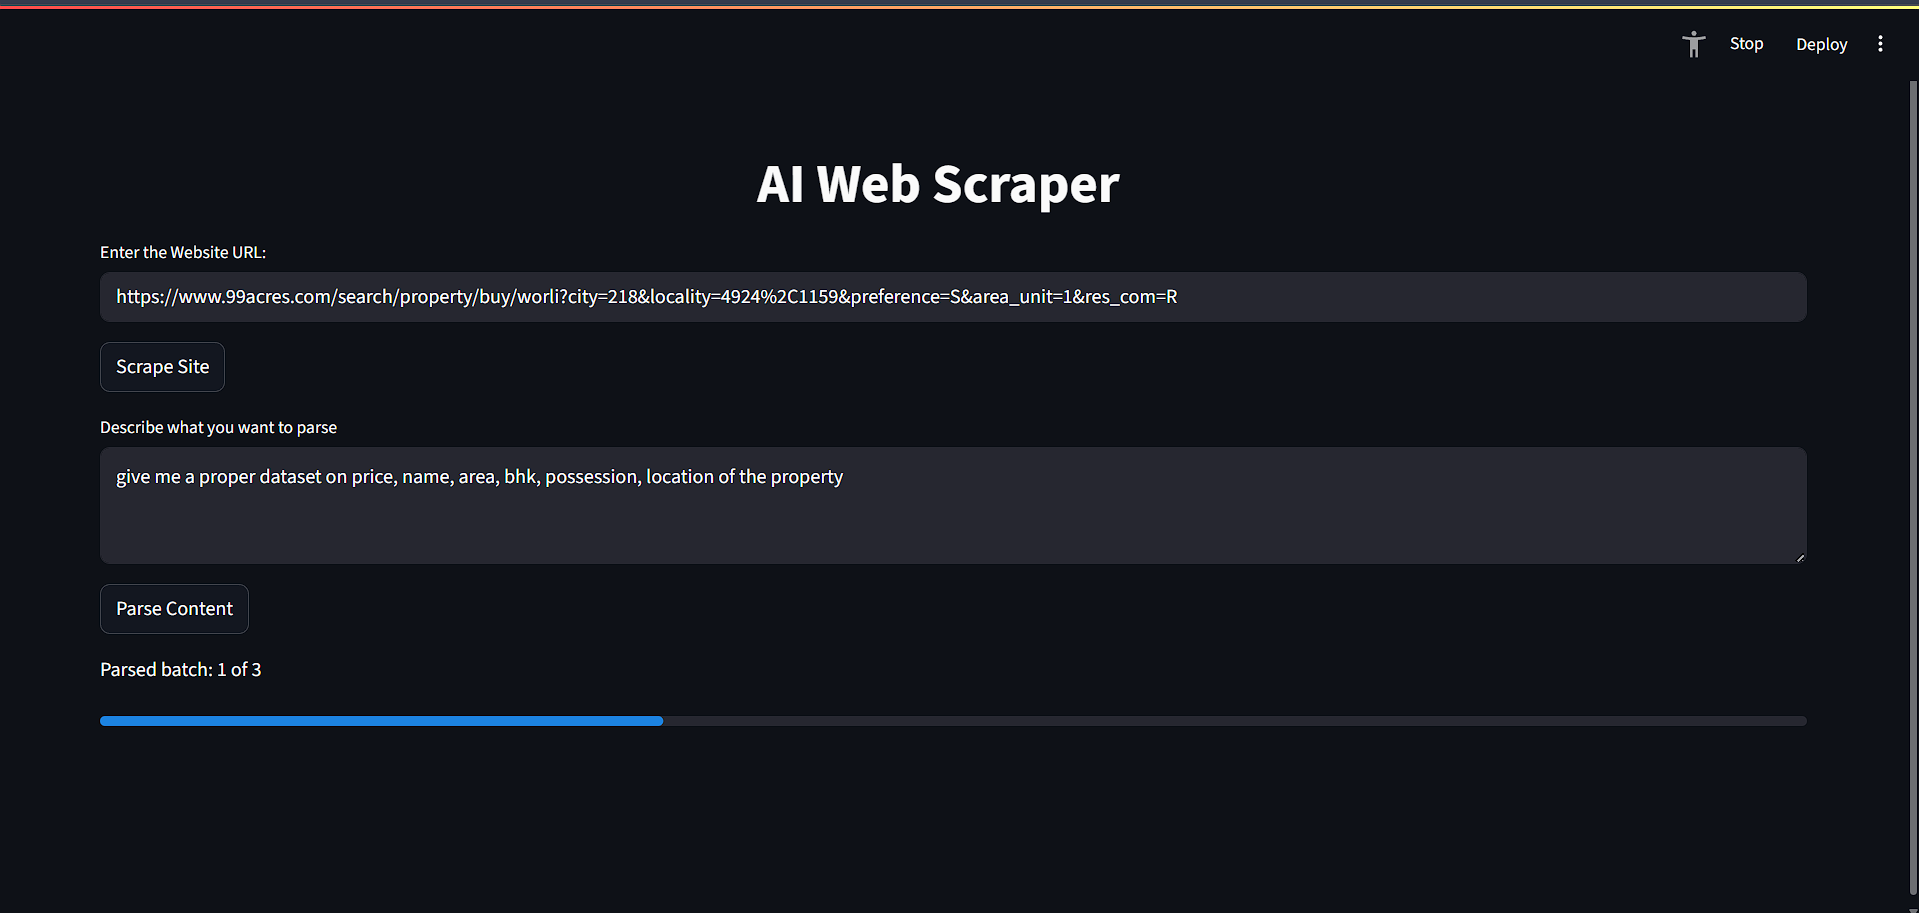 Stop Deploy
AI Web Scraper
Enter the Website URL:
https://www.99acres.com/search/property/buy/worli?city=218&locality=4924%2C1159&preference=S&area_unit=1&res_com=R
Scrape Site
Describe what you want to parse
give me a proper dataset on price, name, area, bhk, possession, location of the property
Parse Content
Parsed batch: 1 of 3